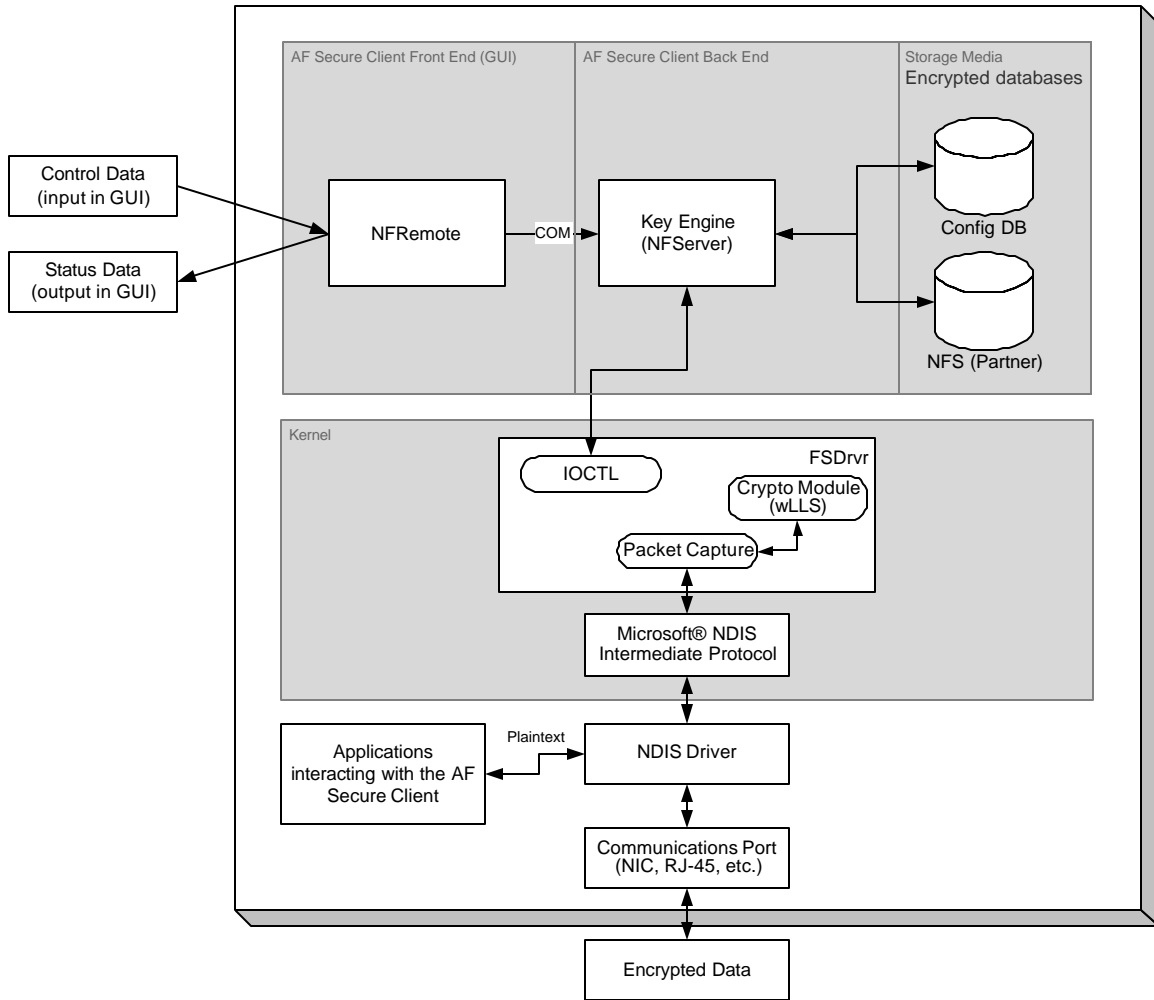 AF Secure Client Front End (GUI)
AF Secure Client Back End
Storage Media
Encrypted databases
Control Data
(input in GUI)
Status Data
(output in GUI)
NFRemote
COM
Key Engine
(NFServer)
Config DB
NFS (Partner)
Kernel
FSDrvr
IOCTL
Crypto Module
(wLLS)
Packet Capture
Microsoft® NDIS
Intermediate Protocol
Applications
interacting with the AF
Secure Client
Plaintext
NDIS Driver
Communications Port
(NIC, RJ-45, etc.)
Encrypted Data